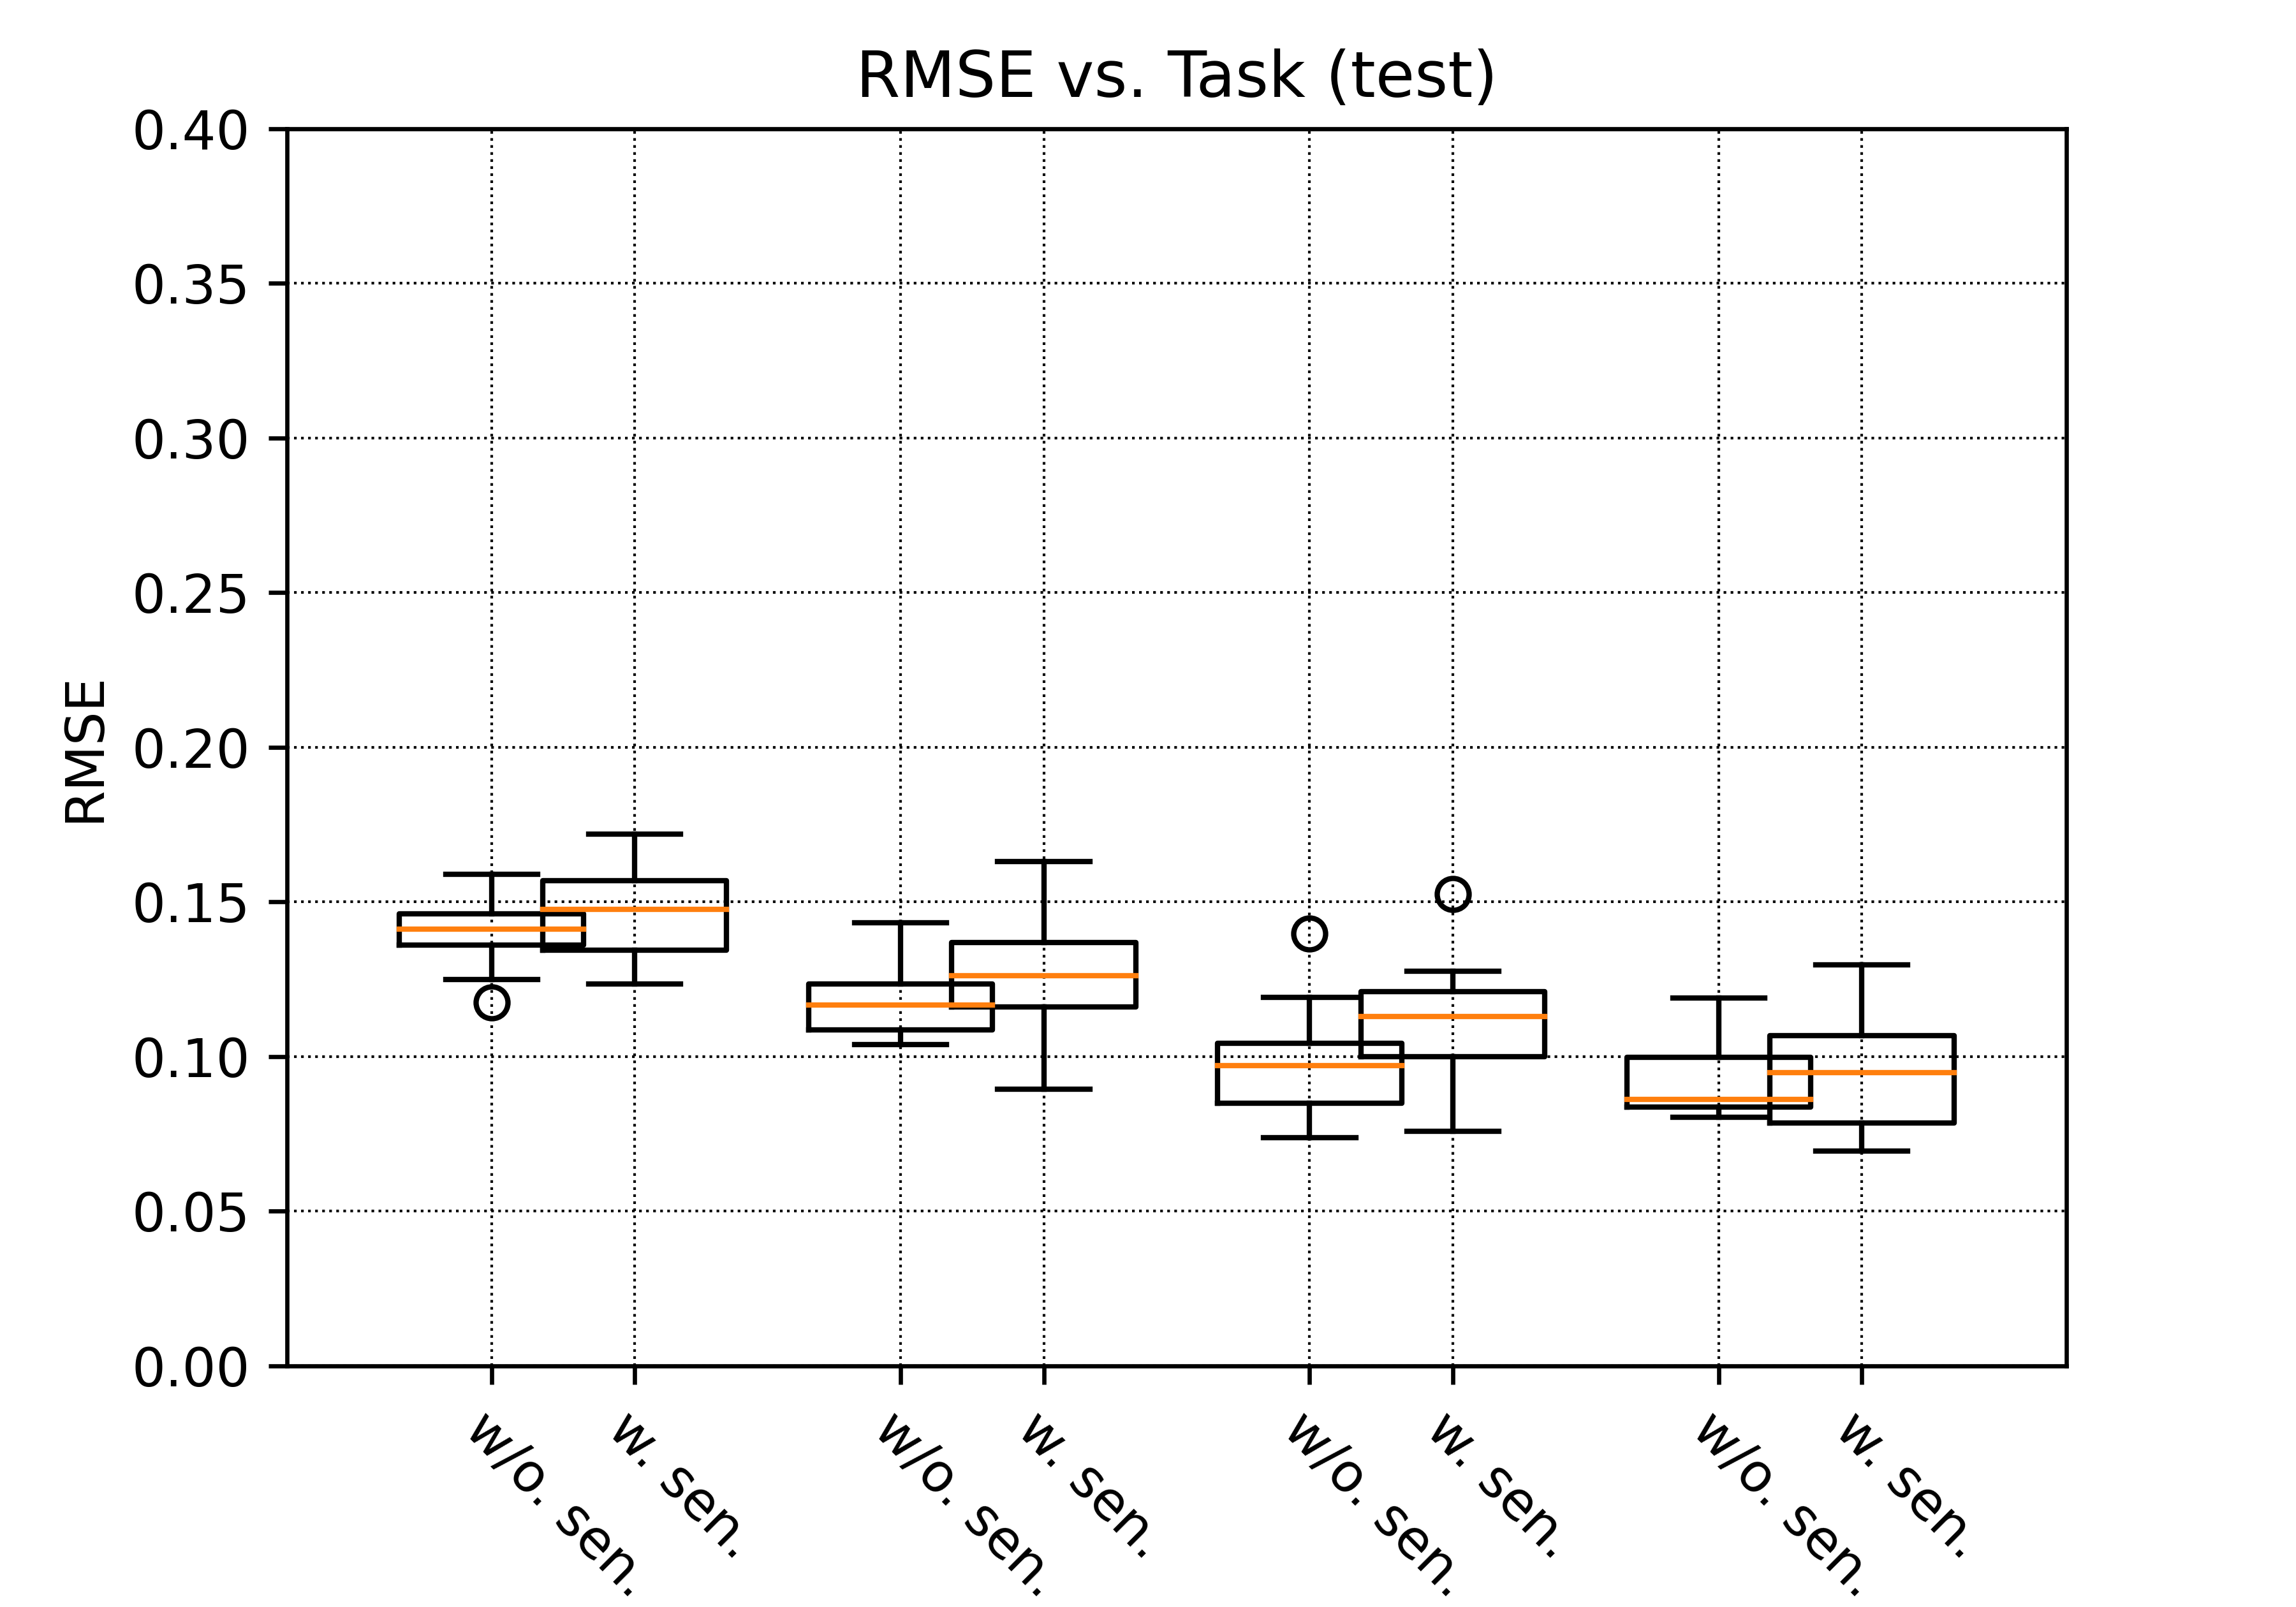 RMSE vs. Task (test)
0.40
0.35
0.30
0.25
0.20
0.15
0.10
0.05
0.00
RMSE
w/o. sen.
w. sen.
w/o. sen.
w. sen.
w/o. sen.
w. sen.
w/o. sen.
w. sen.